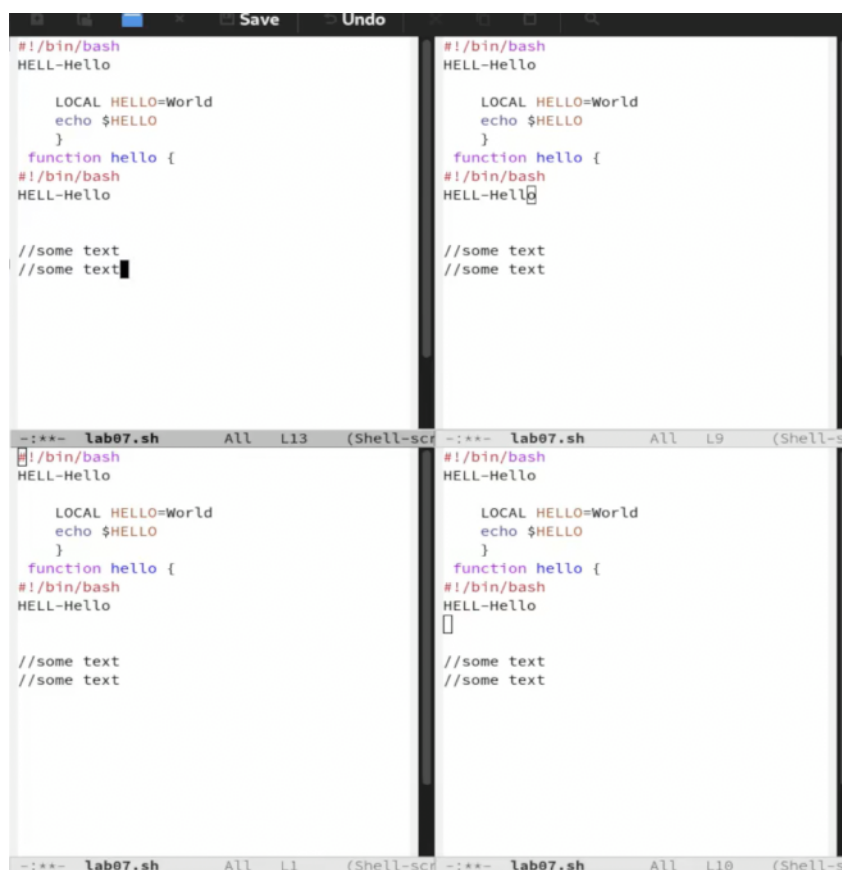 Save Undo
#!/bin/bash
HELL-Hello
LOCAL HELLO=World
echo $HELLO
}
function hello {
#!/bin/bash
HELL-Hello
//some text
//some text
-:**- lab07.sh All L13 (Shell-scr
#!/bin/bash
HELL-Hello
LOCAL HELLO=World
echo $HELLO
}
function hello {
#!/bin/bash
HELL-Hello
//some text
//some text
-:**- lab07.sh All L9 (Shell-s
#!/bin/bash
HELL-Hello
LOCAL HELLO=World
echo $HELLO
}
function hello {
#!/bin/bash
HELL-Hello
//some text
//some text
-:**- lab07.sh All L1 (Shell-scr
#!/bin/bash
HELL-Hello
LOCAL HELLO=World
echo $HELLO
}
function hello {
#!/bin/bash
HELL-Hello
//some text
//some text
-:**- lab07.sh All L10 (Shell-s